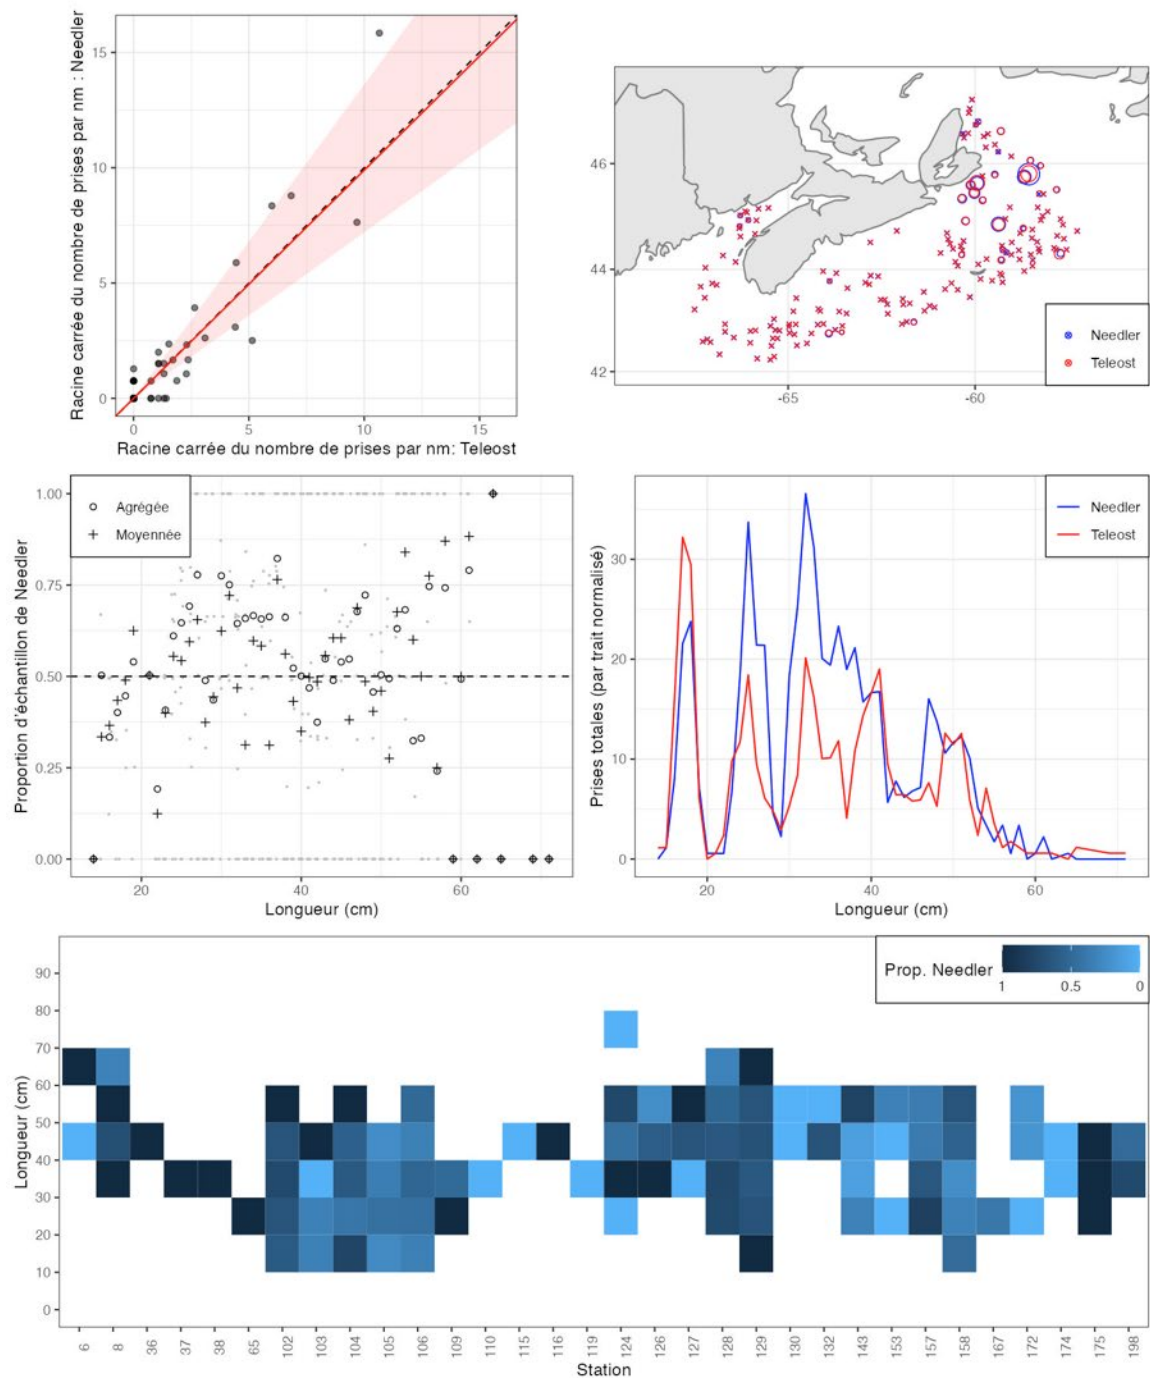 Racine carrée du nombre de prises par nm : Needler
15
10
5
0
0 5 10 15
Racine carrée du nombre de prises par nm: Teleost
46
44
42
-65 -60
Needler
Teleost
Proportion d'échantillon de Needler
1.00
0.75
0.50
0.25
0.00
Agrégée
Moyennée
20 40 60
Longueur (cm)
Prises totales (par trait normalisé)
30
20
10
0
Needler
Teleost
20 40 60
Longueur (cm)
Prop. Needler
1 0.5 0
Longueur (cm)
90
80
70
60
50
40
30
20
10
0
6 8 36 37 38 65 102 103 104 105 106 109 110 115 116 119 124 126 127 128 129 130 132 143 153 157 158 167 172 174 175 198
Station